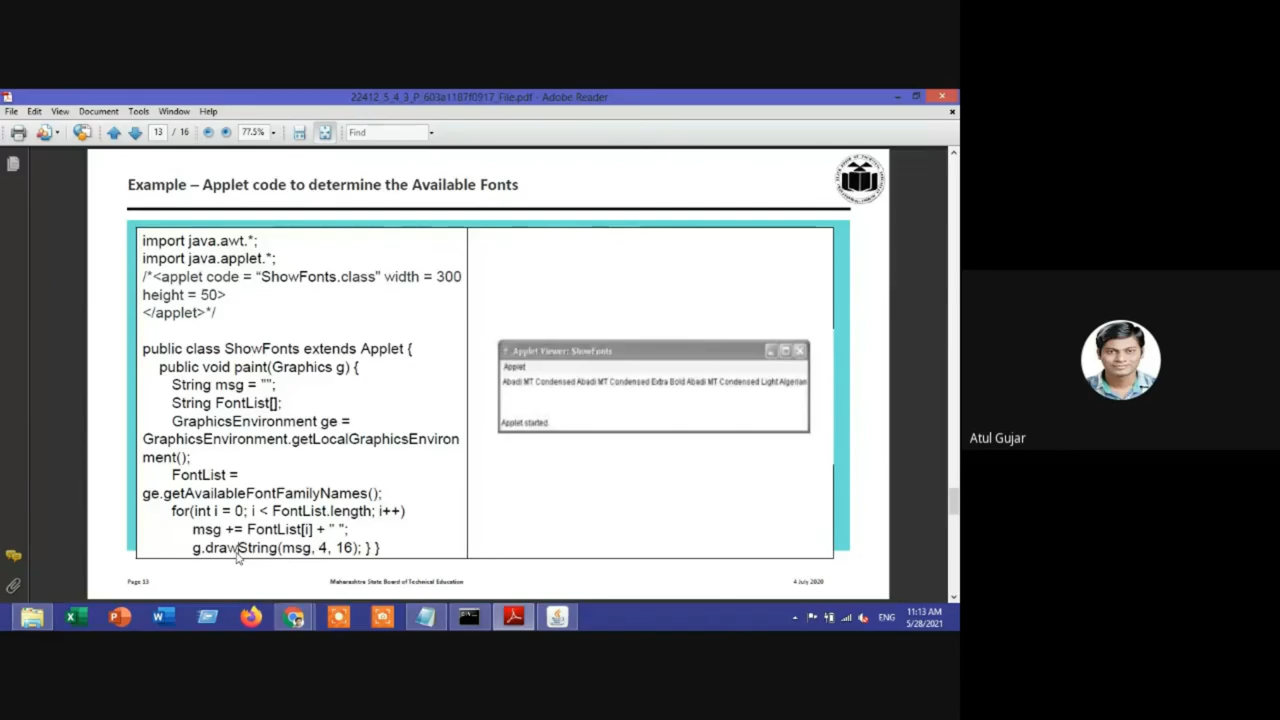 22412_5_4_3_P_603a1187f0917_File.pdf - Adobe Reader
File Edit View Document Tools Window Help
13 / 16 77.5% Find
Example – Applet code to determine the Available Fonts
import java.awt.*;
import java.applet.*;
/*<applet code = “ShowFonts.class” width = 300
height = 50>
</applet>*/
public class ShowFonts extends Applet {
public void paint(Graphics g) {
String msg = "";
String FontList[];
GraphicsEnvironment ge =
GraphicsEnvironment.getLocalGraphicsEnviron
ment();
FontList =
ge.getAvailableFontFamilyNames();
for(int i = 0; i < FontList.length; i++)
msg += FontList[i] + " ";
g.drawString(msg, 4, 16); } }
Applet Viewer: ShowFonts
Applet
Abadi MT Condensed Abadi MT Condensed Extra Bold Abadi MT Condensed Light Algerian
Applet started.
Page 13 Maharashtra State Board of Technical Education 4 July 2020
ENG
11:13 AM
5/28/2021
Atul Gujar